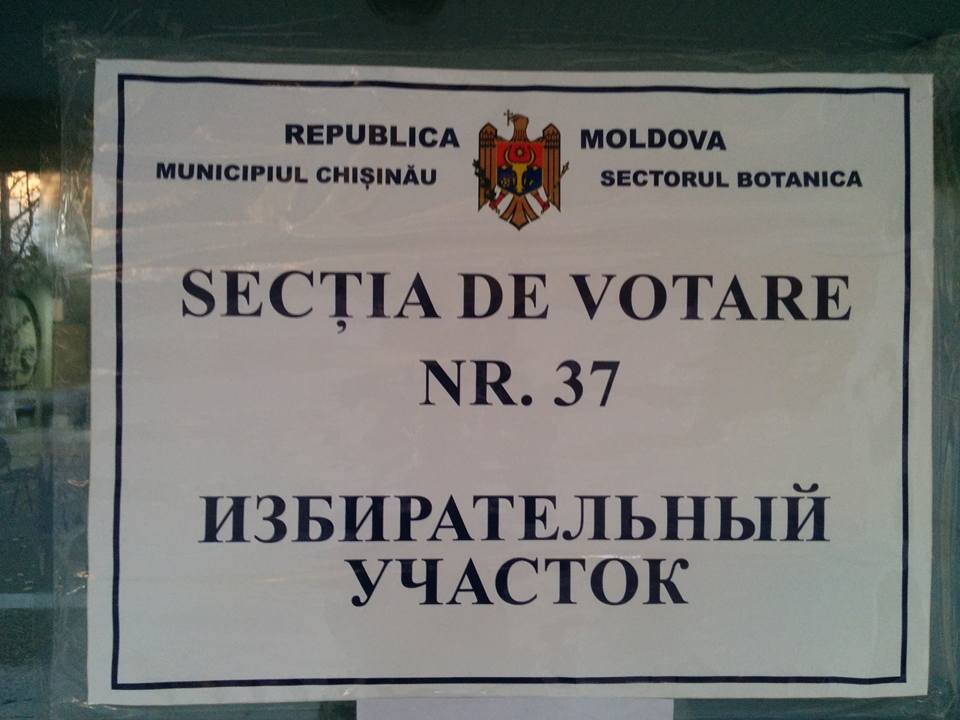 REPUBLICA MOLDOVA
MUNICIPIUL CHIȘINĂU SECTORUL BOTANICA
SECȚIA DE VOTARE
NR. 37
ИЗБИРАТЕЛЬНЫЙ
УЧАСТОК